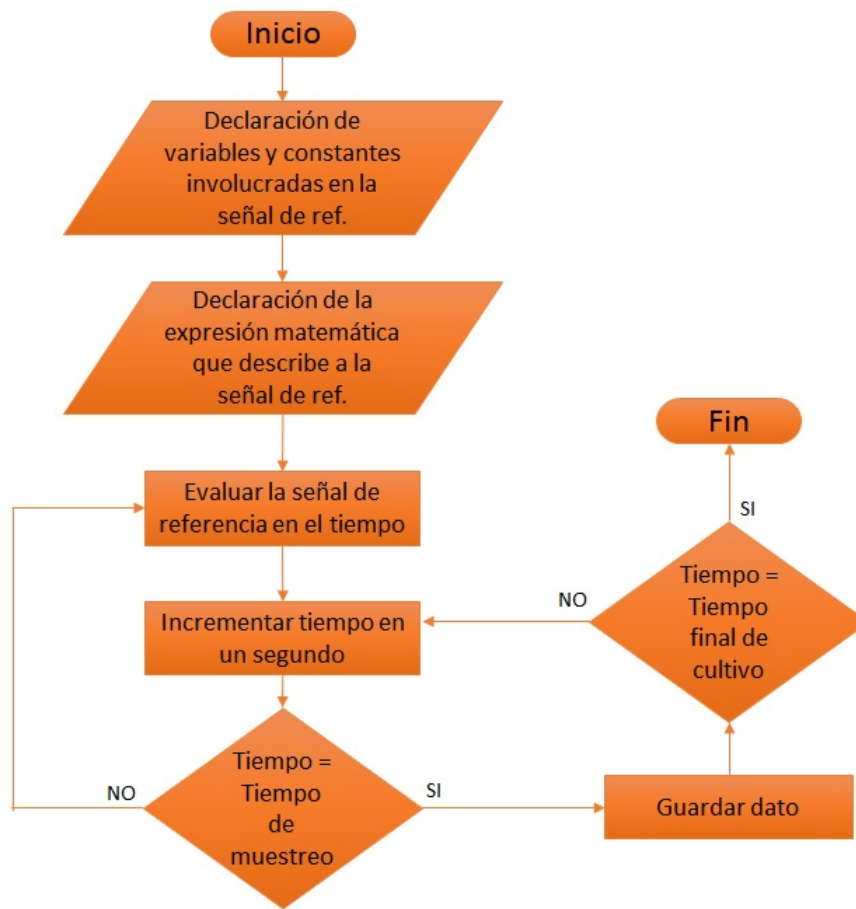 Inicio
Declaración de
variables y constantes
involucradas en la
señal de ref.
Declaración de la
expresión matemática
que describe a la
señal de ref.
Evaluar la señal de
referencia en el tiempo
Incrementar tiempo en
un segundo
Tiempo =
Tiempo
de
muestreo
NO
SI
Guardar dato
Tiempo =
Tiempo
final de
cultivo
NO
SI
Fin